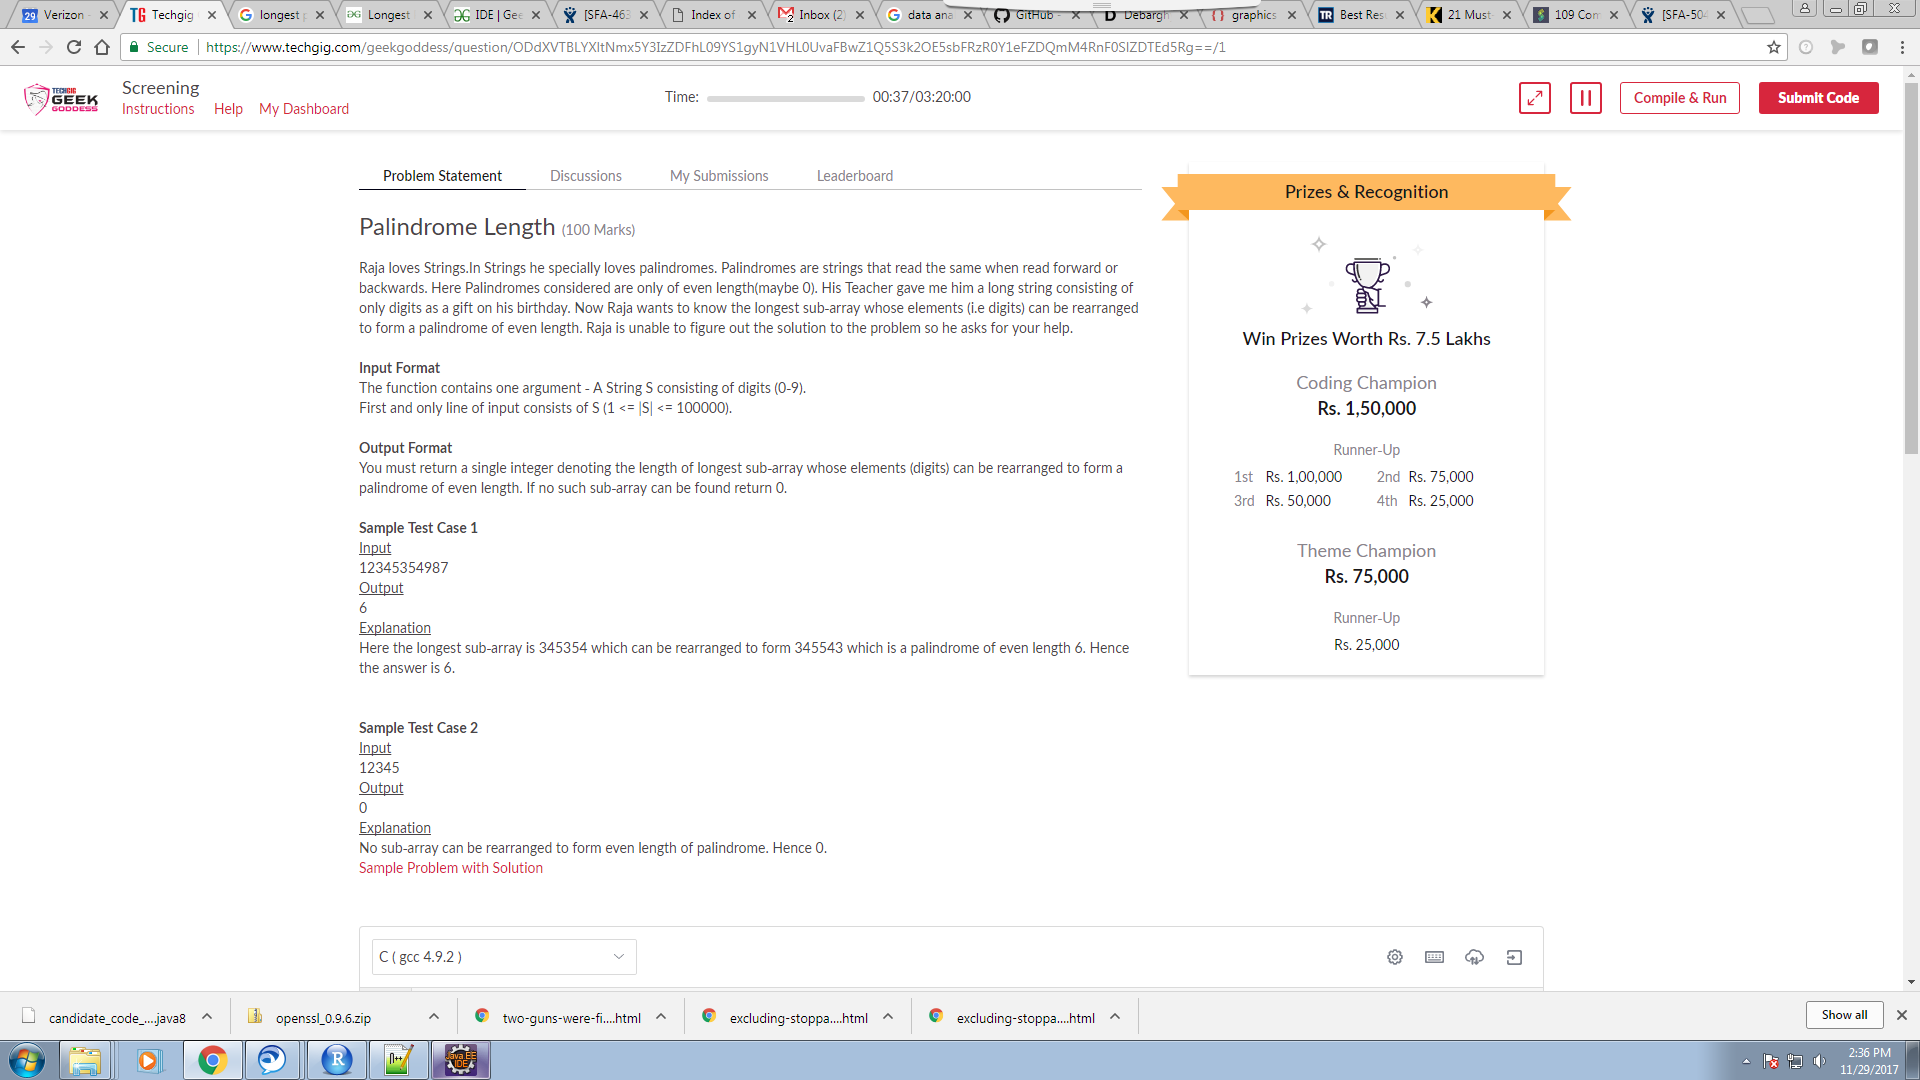 29 Verizon -
TG Techgig
G longest p
Longest
IDE | Gee
[SFA-463
Index of
Inbox (2)
data ana
GitHub -
Debargh
graphics
TR Best Res
21 Must-
109 Com
[SFA-504
Secure | https://www.techgig.com/geekgoddess/question/ODdXVTBLYXltNmx5Y3IzZDFhL09YS1gyN1VHL0UvaFBwZ1Q5S3k2OE5sbFRzR0Y1eFZDQmM4RnF0SlZDTEd5Rg==/1
TECHGIG
GEEK
GODDESS
Screening
Instructions Help My Dashboard
Time: 00:37/03:20:00
Compile & Run
Submit Code
Problem Statement Discussions My Submissions Leaderboard
Palindrome Length (100 Marks)
Raja loves Strings.In Strings he specially loves palindromes. Palindromes are strings that read the same when read forward or
backwards. Here Palindromes considered are only of even length(maybe 0). His Teacher gave me him a long string consisting of
only digits as a gift on his birthday. Now Raja wants to know the longest sub-array whose elements (i.e digits) can be rearranged
to form a palindrome of even length. Raja is unable to figure out the solution to the problem so he asks for your help.
Input Format
The function contains one argument - A String S consisting of digits (0-9).
First and only line of input consists of S (1 <= |S| <= 100000).
Output Format
You must return a single integer denoting the length of longest sub-array whose elements (digits) can be rearranged to form a
palindrome of even length. If no such sub-array can be found return 0.
Sample Test Case 1
Input
12345354987
Output
6
Explanation
Here the longest sub-array is 345354 which can be rearranged to form 345543 which is a palindrome of even length 6. Hence
the answer is 6.
Sample Test Case 2
Input
12345
Output
0
Explanation
No sub-array can be rearranged to form even length of palindrome. Hence 0.
Sample Problem with Solution
Prizes & Recognition
Win Prizes Worth Rs. 7.5 Lakhs
Coding Champion
Rs. 1,50,000
Runner-Up
1st Rs. 1,00,000 2nd Rs. 75,000
3rd Rs. 50,000 4th Rs. 25,000
Theme Champion
Rs. 75,000
Runner-Up
Rs. 25,000
C ( gcc 4.9.2 )
candidate_code_....java8
openssl_0.9.6.zip
two-guns-were-fi....html
excluding-stoppa....html
excluding-stoppa....html
Show all
Java EE
IDE
2:36 PM
11/29/2017